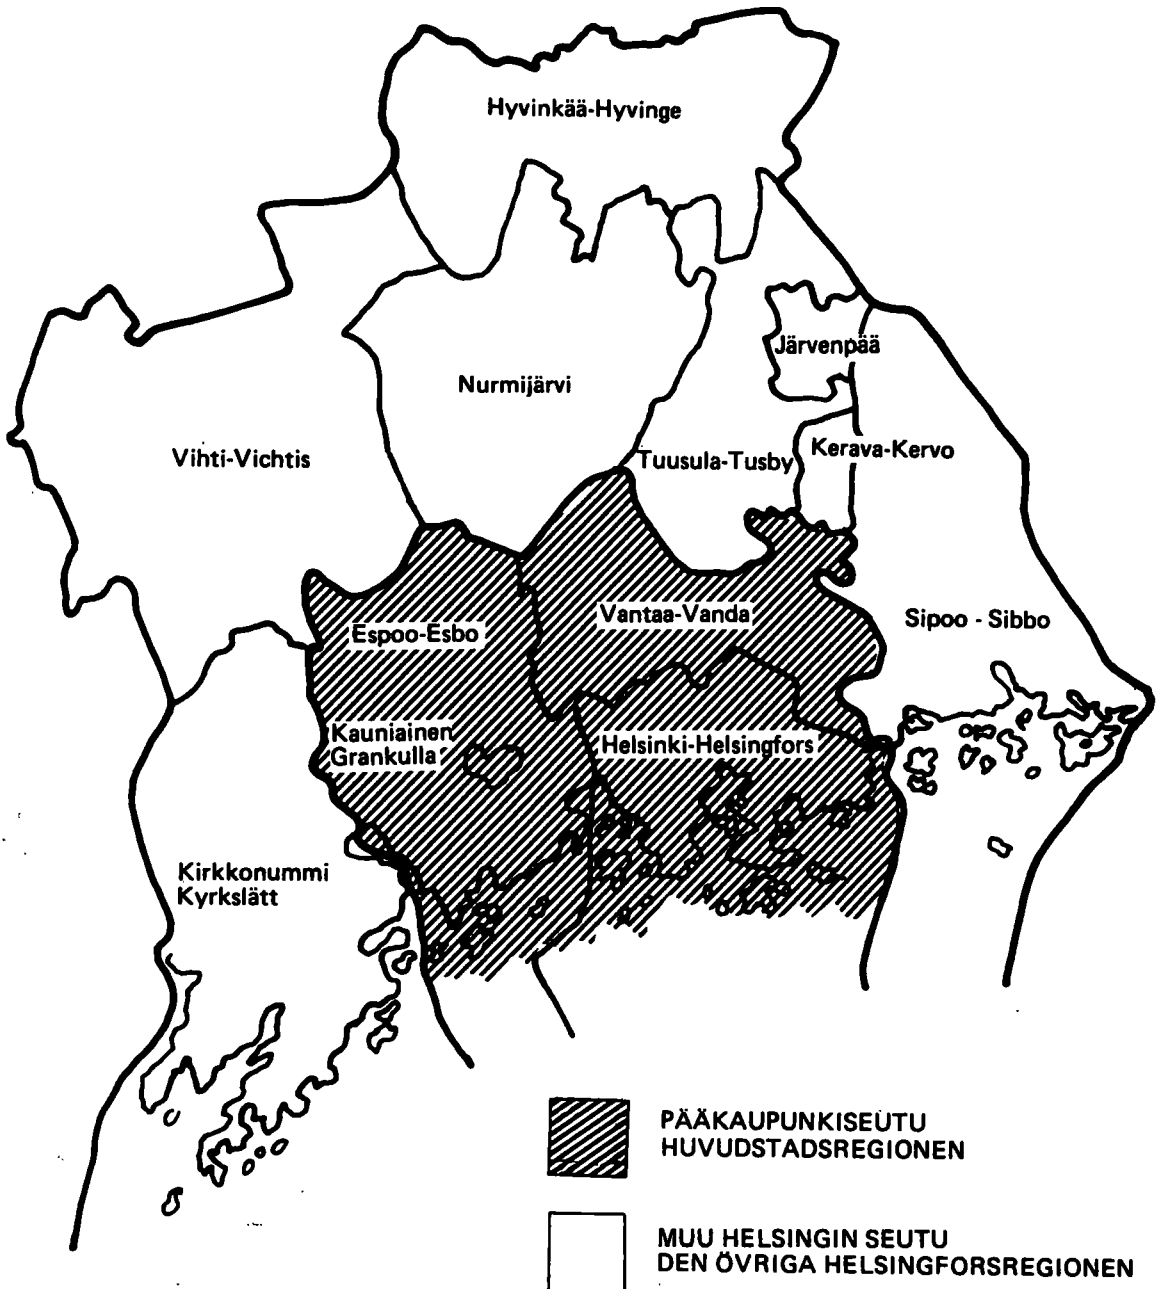 Hyvinkää-Hyvinge
Järvenpää
Nurmijärvi
Vihti-Vichtis
Tuusula-Tusby
Kerava-Kervo
Vantaa-Vanda
Sipoo - Sibbo
Espoo-Esbo
Kauniainen
Grankulla
Helsinki-Helsingfors
Kirkkonummi
Kyrkslätt
PÄÄKAUPUNKISEUTU
HUVUDSTADSREGIONEN
MUU HELSINGIN SEUTU
DEN ÖVRIGA HELSINGFORSREGIONEN